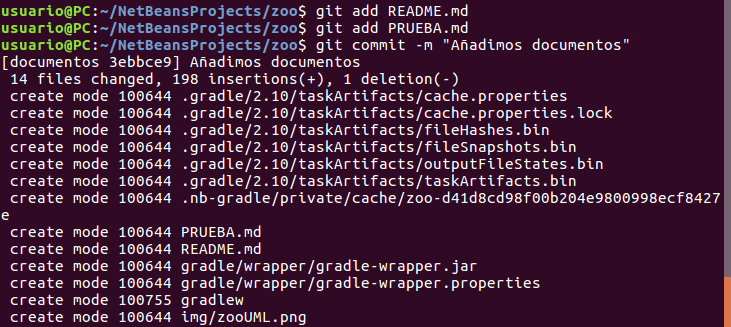 usuario@PC:~/NetBeansProjects/zoo$ git add README.md
usuario@PC:~/NetBeansProjects/zoo$ git add PRUEBA.md
usuario@PC:~/NetBeansProjects/zoo$ git commit -m "Añadimos documentos"
[documentos 3ebbce9] Añadimos documentos
 14 files changed, 198 insertions(+), 1 deletion(-)
 create mode 100644 .gradle/2.10/taskArtifacts/cache.properties
 create mode 100644 .gradle/2.10/taskArtifacts/cache.properties.lock
 create mode 100644 .gradle/2.10/taskArtifacts/fileHashes.bin
 create mode 100644 .gradle/2.10/taskArtifacts/fileSnapshots.bin
 create mode 100644 .gradle/2.10/taskArtifacts/outputFileStates.bin
 create mode 100644 .gradle/2.10/taskArtifacts/taskArtifacts.bin
 create mode 100644 .nb-gradle/private/cache/zoo-d41d8cd98f00b204e9800998ecf8427
e
 create mode 100644 PRUEBA.md
 create mode 100644 README.md
 create mode 100644 gradle/wrapper/gradle-wrapper.jar
 create mode 100644 gradle/wrapper/gradle-wrapper.properties
 create mode 100755 gradlew
 create mode 100644 img/zooUML.png